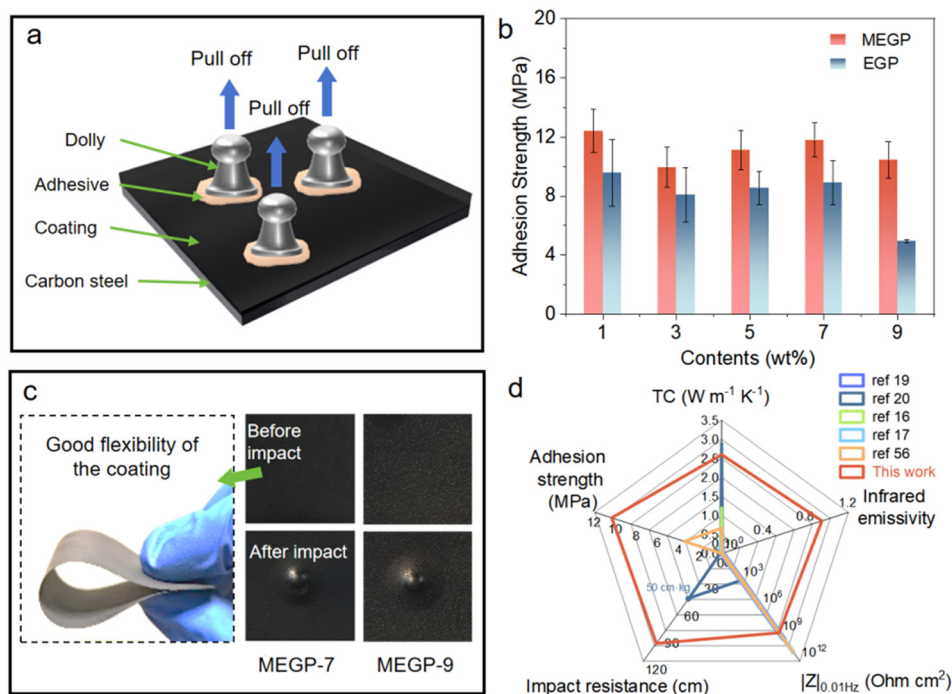 a
Pull off
Pull off
Pull off
Dolly
Adhesive
Coating
Carbon steel
b
MEGP
EGP
Adhesion Strength (MPa)
20
16
12
8
4
0
1 3 5 7 9
Contents (wt%)
c
Good flexibility of
the coating
Before
impact
After impact
MEGP-7
MEGP-9
d
ref 19
ref 20
ref 16
ref 17
ref 56
This work
TC (W m⁻¹ K⁻¹)
3.5
3.0
2.5
2.0
1.5
1.0
0.5
Adhesion
strength (MPa)
12 10 8 6 4 2
Infrared
emissivity
0.4
0.8
1.2
10⁰
10³
10⁶
10⁹
10¹²
|Z|0.01Hz (Ohm cm²)
50 cm·kg
30
60
90
120
Impact resistance (cm)